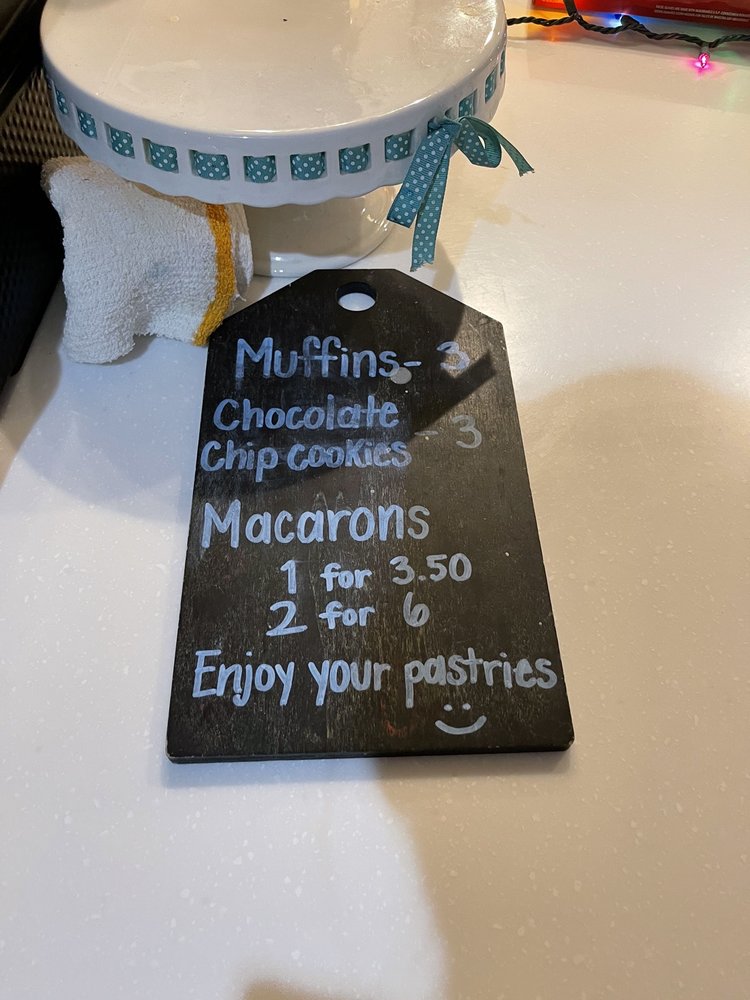 Muffins - 3
Chocolate
Chip cookies - 3
Macarons
1 for 3.50
2 for 6
Enjoy your pastries